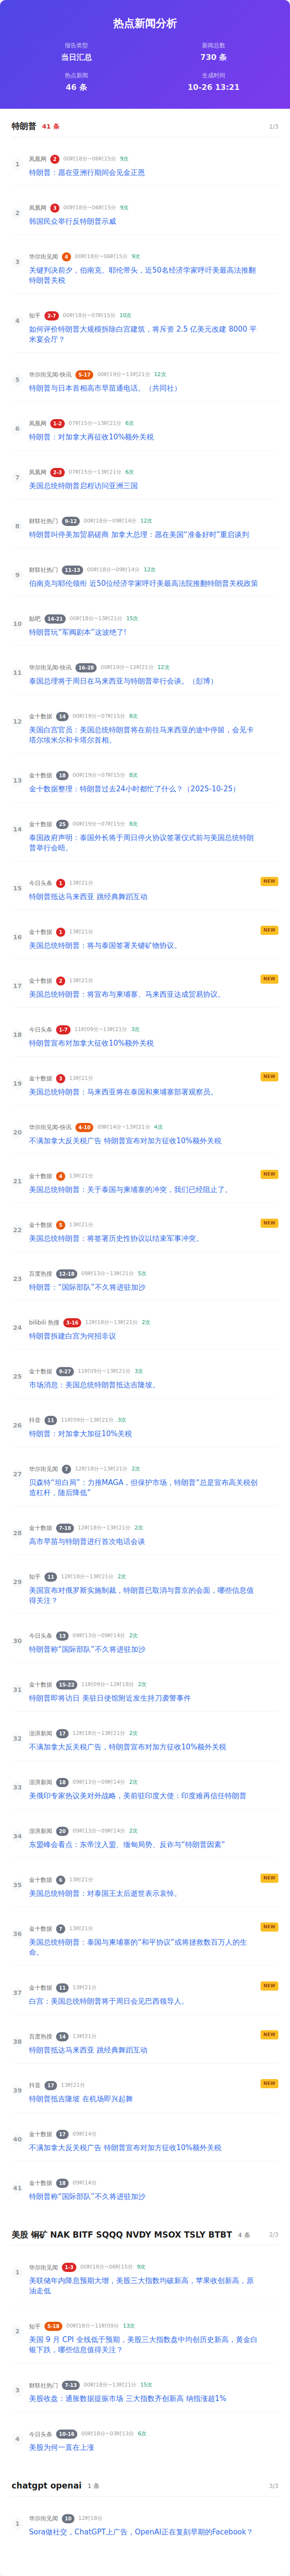 热点新闻分析
报告类型
当日汇总
新闻总数
730 条
热点新闻
46 条
生成时间
10-26 13:21
特朗普 41 条 1/3
1
凤凰网 2 00时18分~06时15分 9次
特朗普：愿在亚洲行期间会见金正恩
2
凤凰网 3 00时18分~06时15分 9次
韩国民众举行反特朗普示威
3
华尔街见闻 4 00时18分~06时15分 9次
关键判决前夕，伯南克、耶伦带头，近50名经济学家呼吁美最高法推翻
特朗普关税
4
知乎 2-7 00时18分~07时15分 10次
如何评价特朗普大规模拆除白宫建筑，将斥资 2.5 亿美元改建 8000 平
米宴会厅？
5
华尔街见闻-快讯 5-17 00时19分~13时21分 12次
特朗普与日本首相高市早苗通电话。（共同社）
6
凤凰网 1-2 07时15分~13时21分 6次
特朗普：对加拿大再征收10%额外关税
7
凤凰网 2-3 07时15分~13时21分 6次
美国总统特朗普启程访问亚洲三国
8
财联社热门 9-12 00时18分~09时14分 12次
特朗普叫停美加贸易磋商 加拿大总理：愿在美国“准备好时”重启谈判
9
财联社热门 11-13 00时18分~09时14分 12次
伯南克与耶伦领衔 近50位经济学家呼吁美最高法院推翻特朗普关税政策
10
贴吧 14-21 00时18分~13时21分 15次
特朗普玩“军阀剧本”这波绝了!
11
华尔街见闻-快讯 16-28 00时19分~13时21分 12次
泰国总理将于周日在马来西亚与特朗普举行会谈。（彭博）
12
金十数据 14 00时19分~07时15分 8次
美国白宫官员：美国总统特朗普将在前往马来西亚的途中停留，会见卡
塔尔埃米尔和卡塔尔首相。
13
金十数据 18 00时19分~07时15分 8次
金十数据整理：特朗普过去24小时都忙了什么？（2025-10-25）
14
金十数据 25 00时19分~07时15分 8次
泰国政府声明：泰国外长将于周日停火协议签署仪式前与美国总统特朗
普举行会晤。
15
今日头条 1 13时21分 NEW
特朗普抵达马来西亚 跳经典舞蹈互动
16
金十数据 1 13时21分 NEW
美国总统特朗普：将与泰国签署关键矿物协议。
17
金十数据 2 13时21分 NEW
美国总统特朗普：将宣布与柬埔寨、马来西亚达成贸易协议。
18
今日头条 1-7 11时09分~13时21分 3次
特朗普宣布对加拿大征收10%额外关税
19
金十数据 3 13时21分 NEW
美国总统特朗普：马来西亚将在泰国和柬埔寨部署观察员。
20
华尔街见闻-快讯 4-10 09时14分~13时21分 4次
不满加拿大反关税广告 特朗普宣布对加方征收10%额外关税
21
金十数据 4 13时21分 NEW
美国总统特朗普：关于泰国与柬埔寨的冲突，我们已经阻止了。
22
金十数据 5 13时21分 NEW
美国总统特朗普：将签署历史性协议以结束军事冲突。
23
百度热搜 12-18 09时13分~13时21分 5次
特朗普：“国际部队”不久将进驻加沙
24
bilibili 热搜 3-16 12时18分~13时21分 2次
特朗普拆建白宫为何招非议
25
金十数据 9-27 11时09分~13时21分 3次
市场消息：美国总统特朗普抵达吉隆坡。
26
抖音 11 11时09分~13时21分 3次
特朗普：对加拿大加征10%关税
27
华尔街见闻 7 12时18分~13时21分 2次
贝森特“坦白局”：力推MAGA，但保护市场，特朗普“总是宣布高关税创
造杠杆，随后降低”
28
金十数据 7-18 12时18分~13时21分 2次
高市早苗与特朗普进行首次电话会谈
29
知乎 11 12时18分~13时21分 2次
美国宣布对俄罗斯实施制裁，特朗普已取消与普京的会面，哪些信息值
得关注？
30
今日头条 13 09时13分~09时14分 2次
特朗普称“国际部队”不久将进驻加沙
31
金十数据 15-22 11时09分~12时18分 2次
特朗普即将访日 美驻日使馆附近发生持刀袭警事件
32
澎湃新闻 17 12时18分~13时21分 2次
不满加拿大反关税广告，特朗普宣布对加方征收10%额外关税
33
澎湃新闻 18 09时13分~09时14分 2次
美俄印专家热议美对外战略，美前驻印度大使：印度难再信任特朗普
34
澎湃新闻 20 09时13分~09时14分 2次
东盟峰会看点：东帝汶入盟、缅甸局势、反诈与“特朗普因素”
35
金十数据 6 13时21分 NEW
美国总统特朗普：对泰国王太后逝世表示哀悼。
36
金十数据 7 13时21分 NEW
美国总统特朗普：泰国与柬埔寨的“和平协议”或将拯救数百万人的生
命。
37
金十数据 11 13时21分 NEW
白宫：美国总统特朗普将于周日会见巴西领导人。
38
百度热搜 14 13时21分 NEW
特朗普抵达马来西亚 跳经典舞蹈互动
39
抖音 17 13时21分 NEW
特朗普抵吉隆坡 在机场即兴起舞
40
金十数据 17 09时14分
不满加拿大反关税广告 特朗普宣布对加方征收10%额外关税
41
金十数据 18 09时14分
特朗普称“国际部队”不久将进驻加沙
美股 铜矿 NAK BITF SQQQ NVDY MSOX TSLY BTBT 4 条 2/3
1
华尔街见闻 1-3 00时18分~06时15分 9次
美联储年内降息预期大增，美股三大指数均破新高，苹果收创新高，原
油走低
2
知乎 5-18 00时18分~11时09分 13次
美国 9 月 CPI 全线低于预期，美股三大指数盘中均创历史新高，黄金白
银下跌，哪些信息值得关注？
3
财联社热门 7-13 00时18分~13时21分 15次
美股收盘：通胀数据提振市场 三大指数齐创新高 纳指涨超1%
4
今日头条 10-16 00时18分~03时13分 6次
美股为何一直在上涨
chatgpt openai 1 条 3/3
1
华尔街见闻 10 12时18分
Sora做社交，ChatGPT上广告，OpenAI正在复刻早期的Facebook？